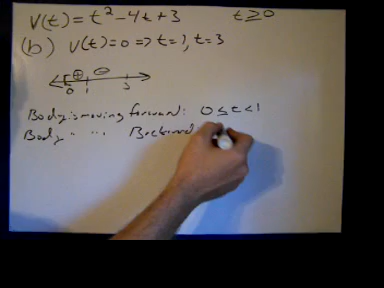 V(t) = t² - 4t + 3 t ≥ 0
(b) V(t) = 0 ⇒ t = 1, t = 3
⊕ ⊖
0 1 3
Body is moving forward: 0 ≤ t < 1
Body " " Backward